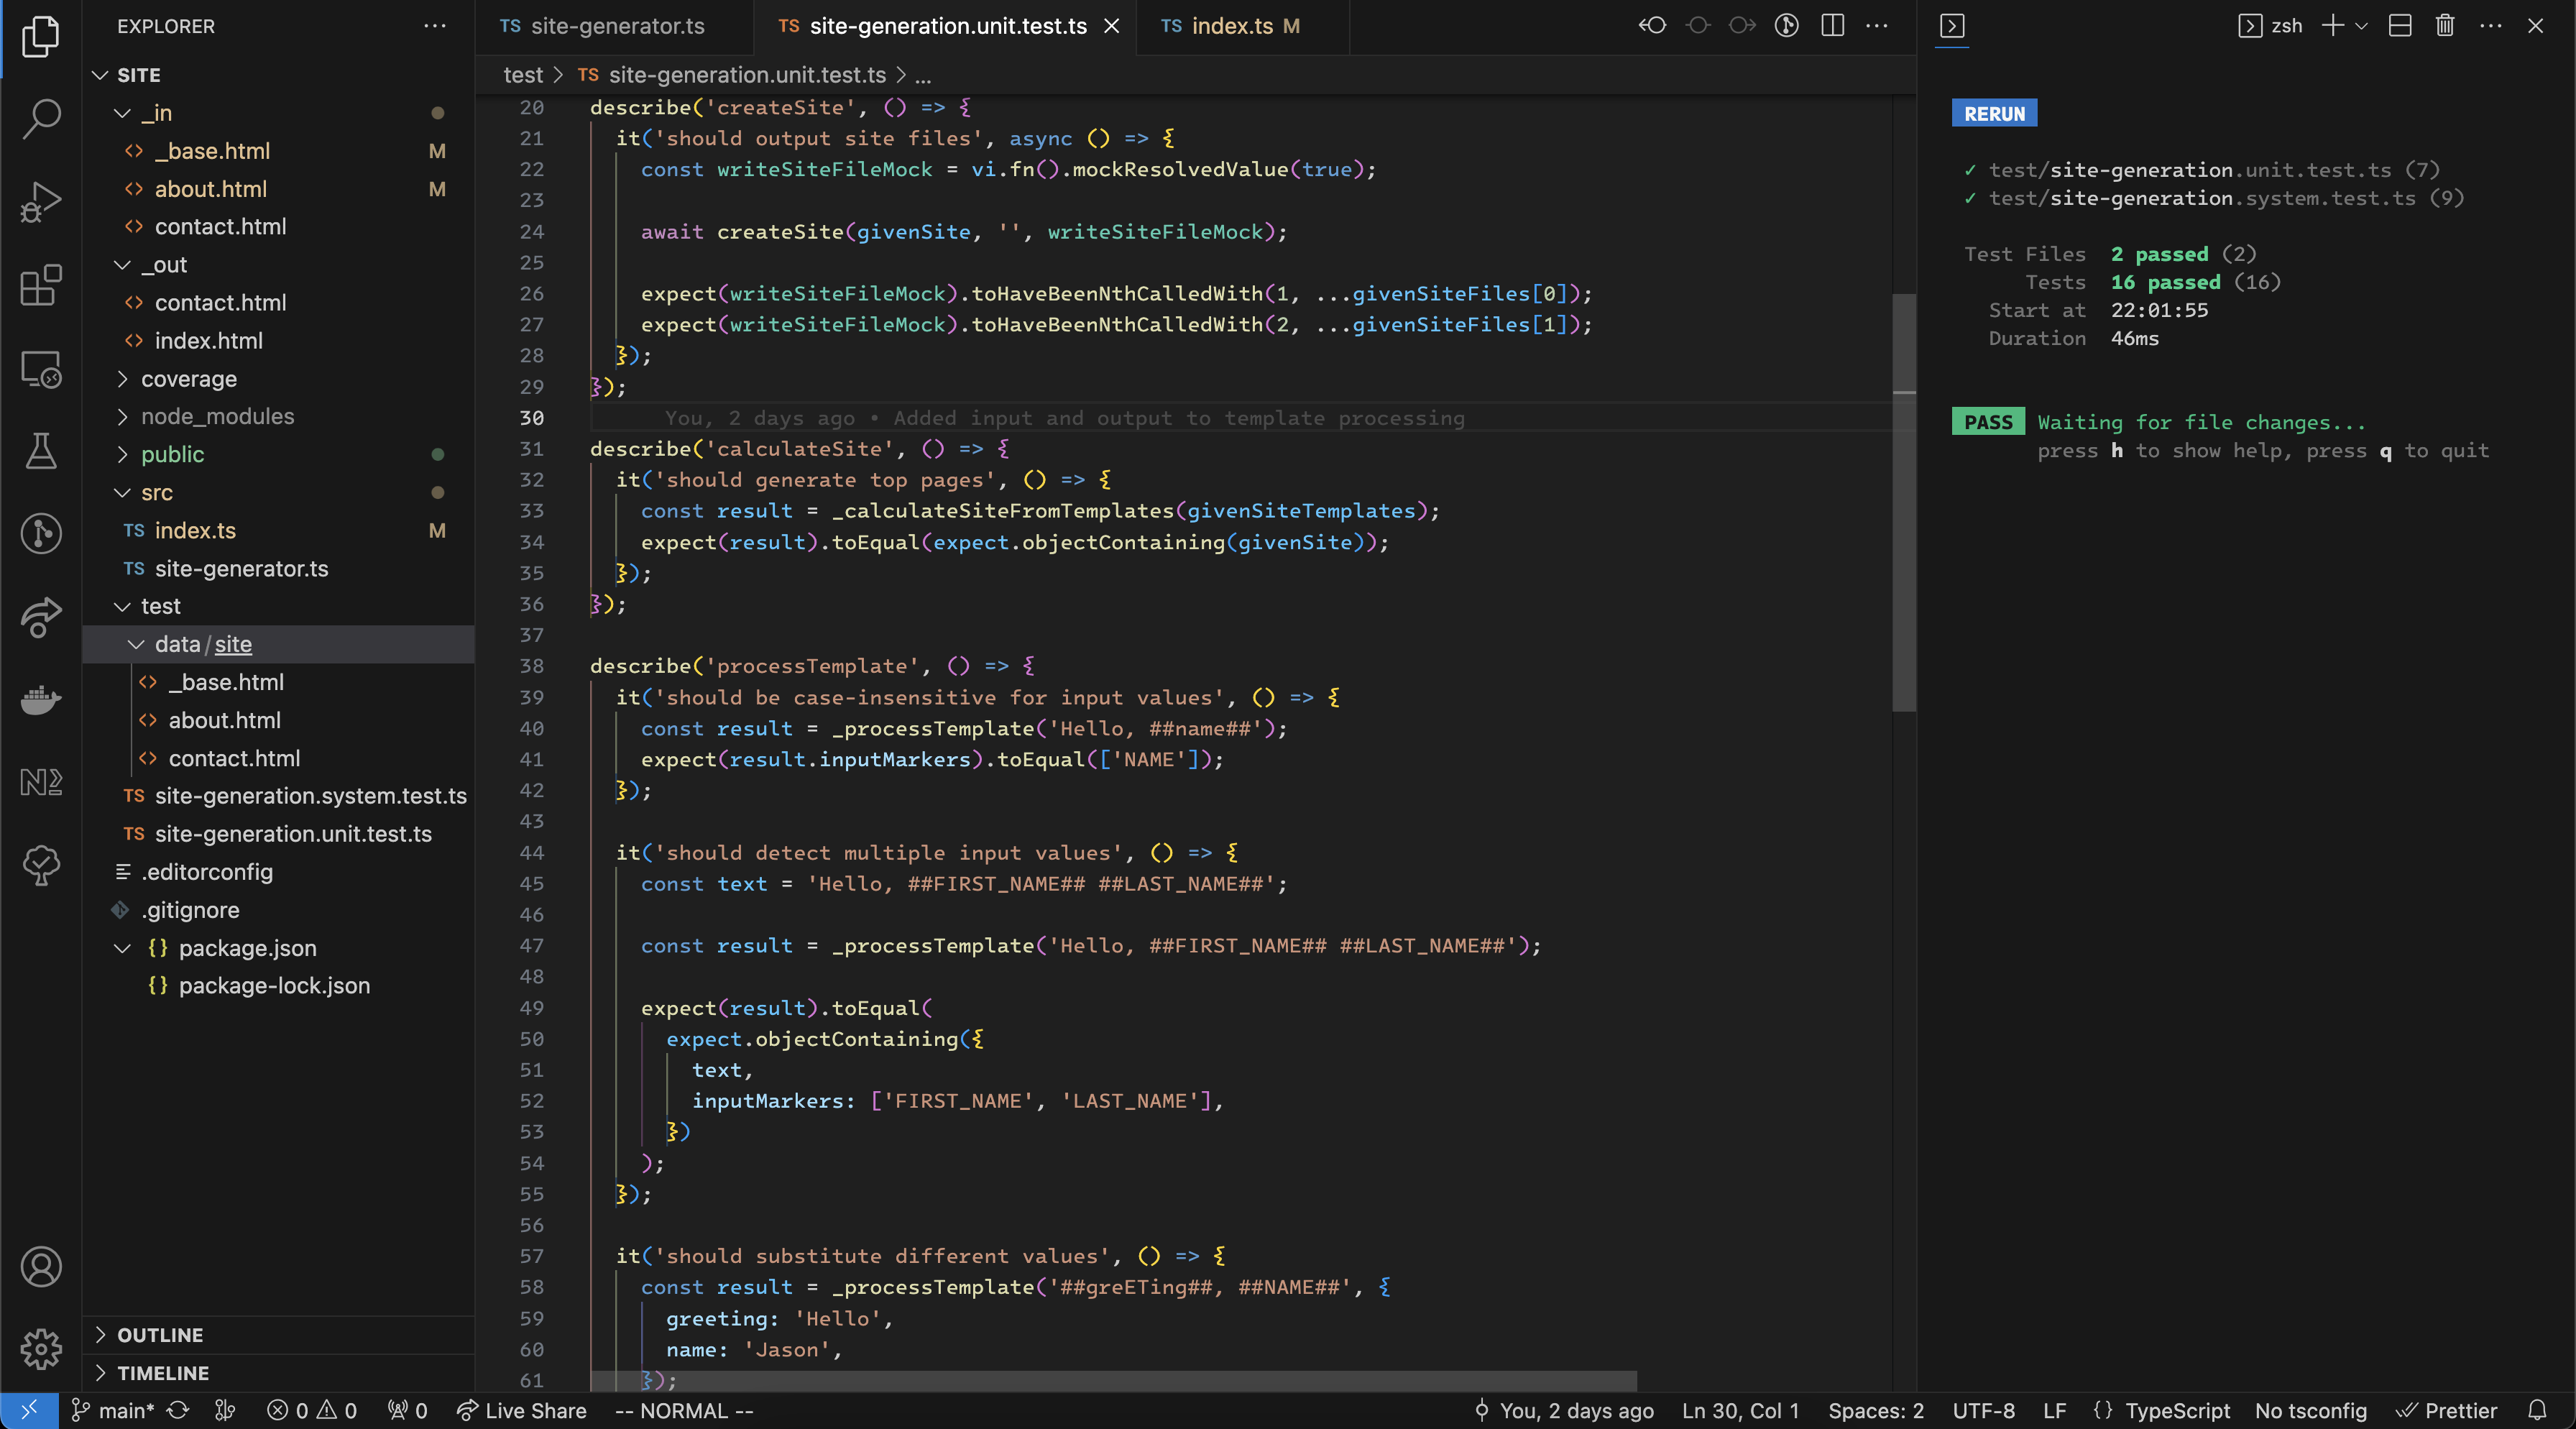 EXPLORER
SITE
_in
_base.html M
about.html M
contact.html
_out
contact.html
index.html
coverage
node_modules
public
src
TS index.ts M
TS site-generator.ts
test
data/site
_base.html
about.html
contact.html
TS site-generation.system.test.ts
TS site-generation.unit.test.ts
.editorconfig
.gitignore
{} package.json
{} package-lock.json
OUTLINE
TIMELINE
TS site-generator.ts TS site-generation.unit.test.ts TS index.ts M
test > TS site-generation.unit.test.ts > ...
20 describe('createSite', () => {
21 it('should output site files', async () => {
22 const writeSiteFileMock = vi.fn().mockResolvedValue(true);
23
24 await createSite(givenSite, '', writeSiteFileMock);
25
26 expect(writeSiteFileMock).toHaveBeenNthCalledWith(1, ...givenSiteFiles[0]);
27 expect(writeSiteFileMock).toHaveBeenNthCalledWith(2, ...givenSiteFiles[1]);
28 });
29 });
30 You, 2 days ago • Added input and output to template processing
31 describe('calculateSite', () => {
32 it('should generate top pages', () => {
33 const result = _calculateSiteFromTemplates(givenSiteTemplates);
34 expect(result).toEqual(expect.objectContaining(givenSite));
35 });
36 });
37
38 describe('processTemplate', () => {
39 it('should be case-insensitive for input values', () => {
40 const result = _processTemplate('Hello, ##name##');
41 expect(result.inputMarkers).toEqual(['NAME']);
42 });
43
44 it('should detect multiple input values', () => {
45 const text = 'Hello, ##FIRST_NAME## ##LAST_NAME##';
46
47 const result = _processTemplate('Hello, ##FIRST_NAME## ##LAST_NAME##');
48
49 expect(result).toEqual(
50 expect.objectContaining({
51 text,
52 inputMarkers: ['FIRST_NAME', 'LAST_NAME'],
53 })
54 );
55 });
56
57 it('should substitute different values', () => {
58 const result = _processTemplate('##greETing##, ##NAME##', {
59 greeting: 'Hello',
60 name: 'Jason',
61 });
zsh
RERUN
✓ test/site-generation.unit.test.ts (7)
✓ test/site-generation.system.test.ts (9)
Test Files 2 passed (2)
Tests 16 passed (16)
Start at 22:01:55
Duration 46ms
PASS Waiting for file changes...
press h to show help, press q to quit
main* 0 0 0 Live Share -- NORMAL -- You, 2 days ago Ln 30, Col 1 Spaces: 2 UTF-8 LF {} TypeScript No tsconfig Prettier